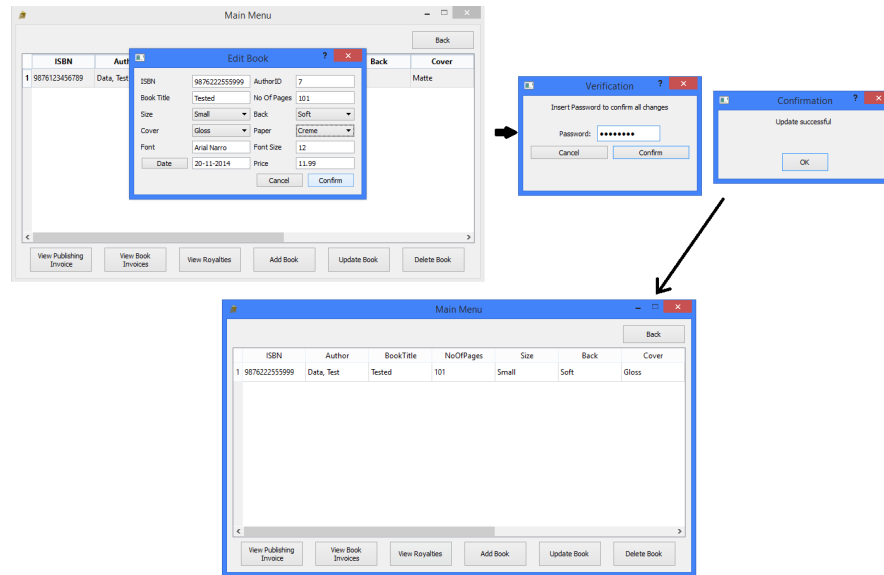 Main Menu
Back
ISBN Auth Back Cover
1 9876123456789 Data, Test Matte
Edit Book ?
ISBN 9876222555999 AuthorID 7
Book Title Tested No Of Pages 101
Size Small Back Soft
Cover Gloss Paper Creme
Font Arial Narro Font Size 12
Date 20-11-2014 Price 11.99
Cancel Confirm
View Publishing Invoice View Book Invoices View Royalties Add Book Update Book Delete Book
Verification ?
Insert Password to confirm all changes
Password: ●●●●●●●●
Cancel Confirm
Confirmation ?
Update successful
OK
Main Menu
Back
ISBN Author BookTitle NoOfPages Size Back Cover
1 9876222555999 Data, Test Tested 101 Small Soft Gloss
View Publishing Invoice View Book Invoices View Royalties Add Book Update Book Delete Book